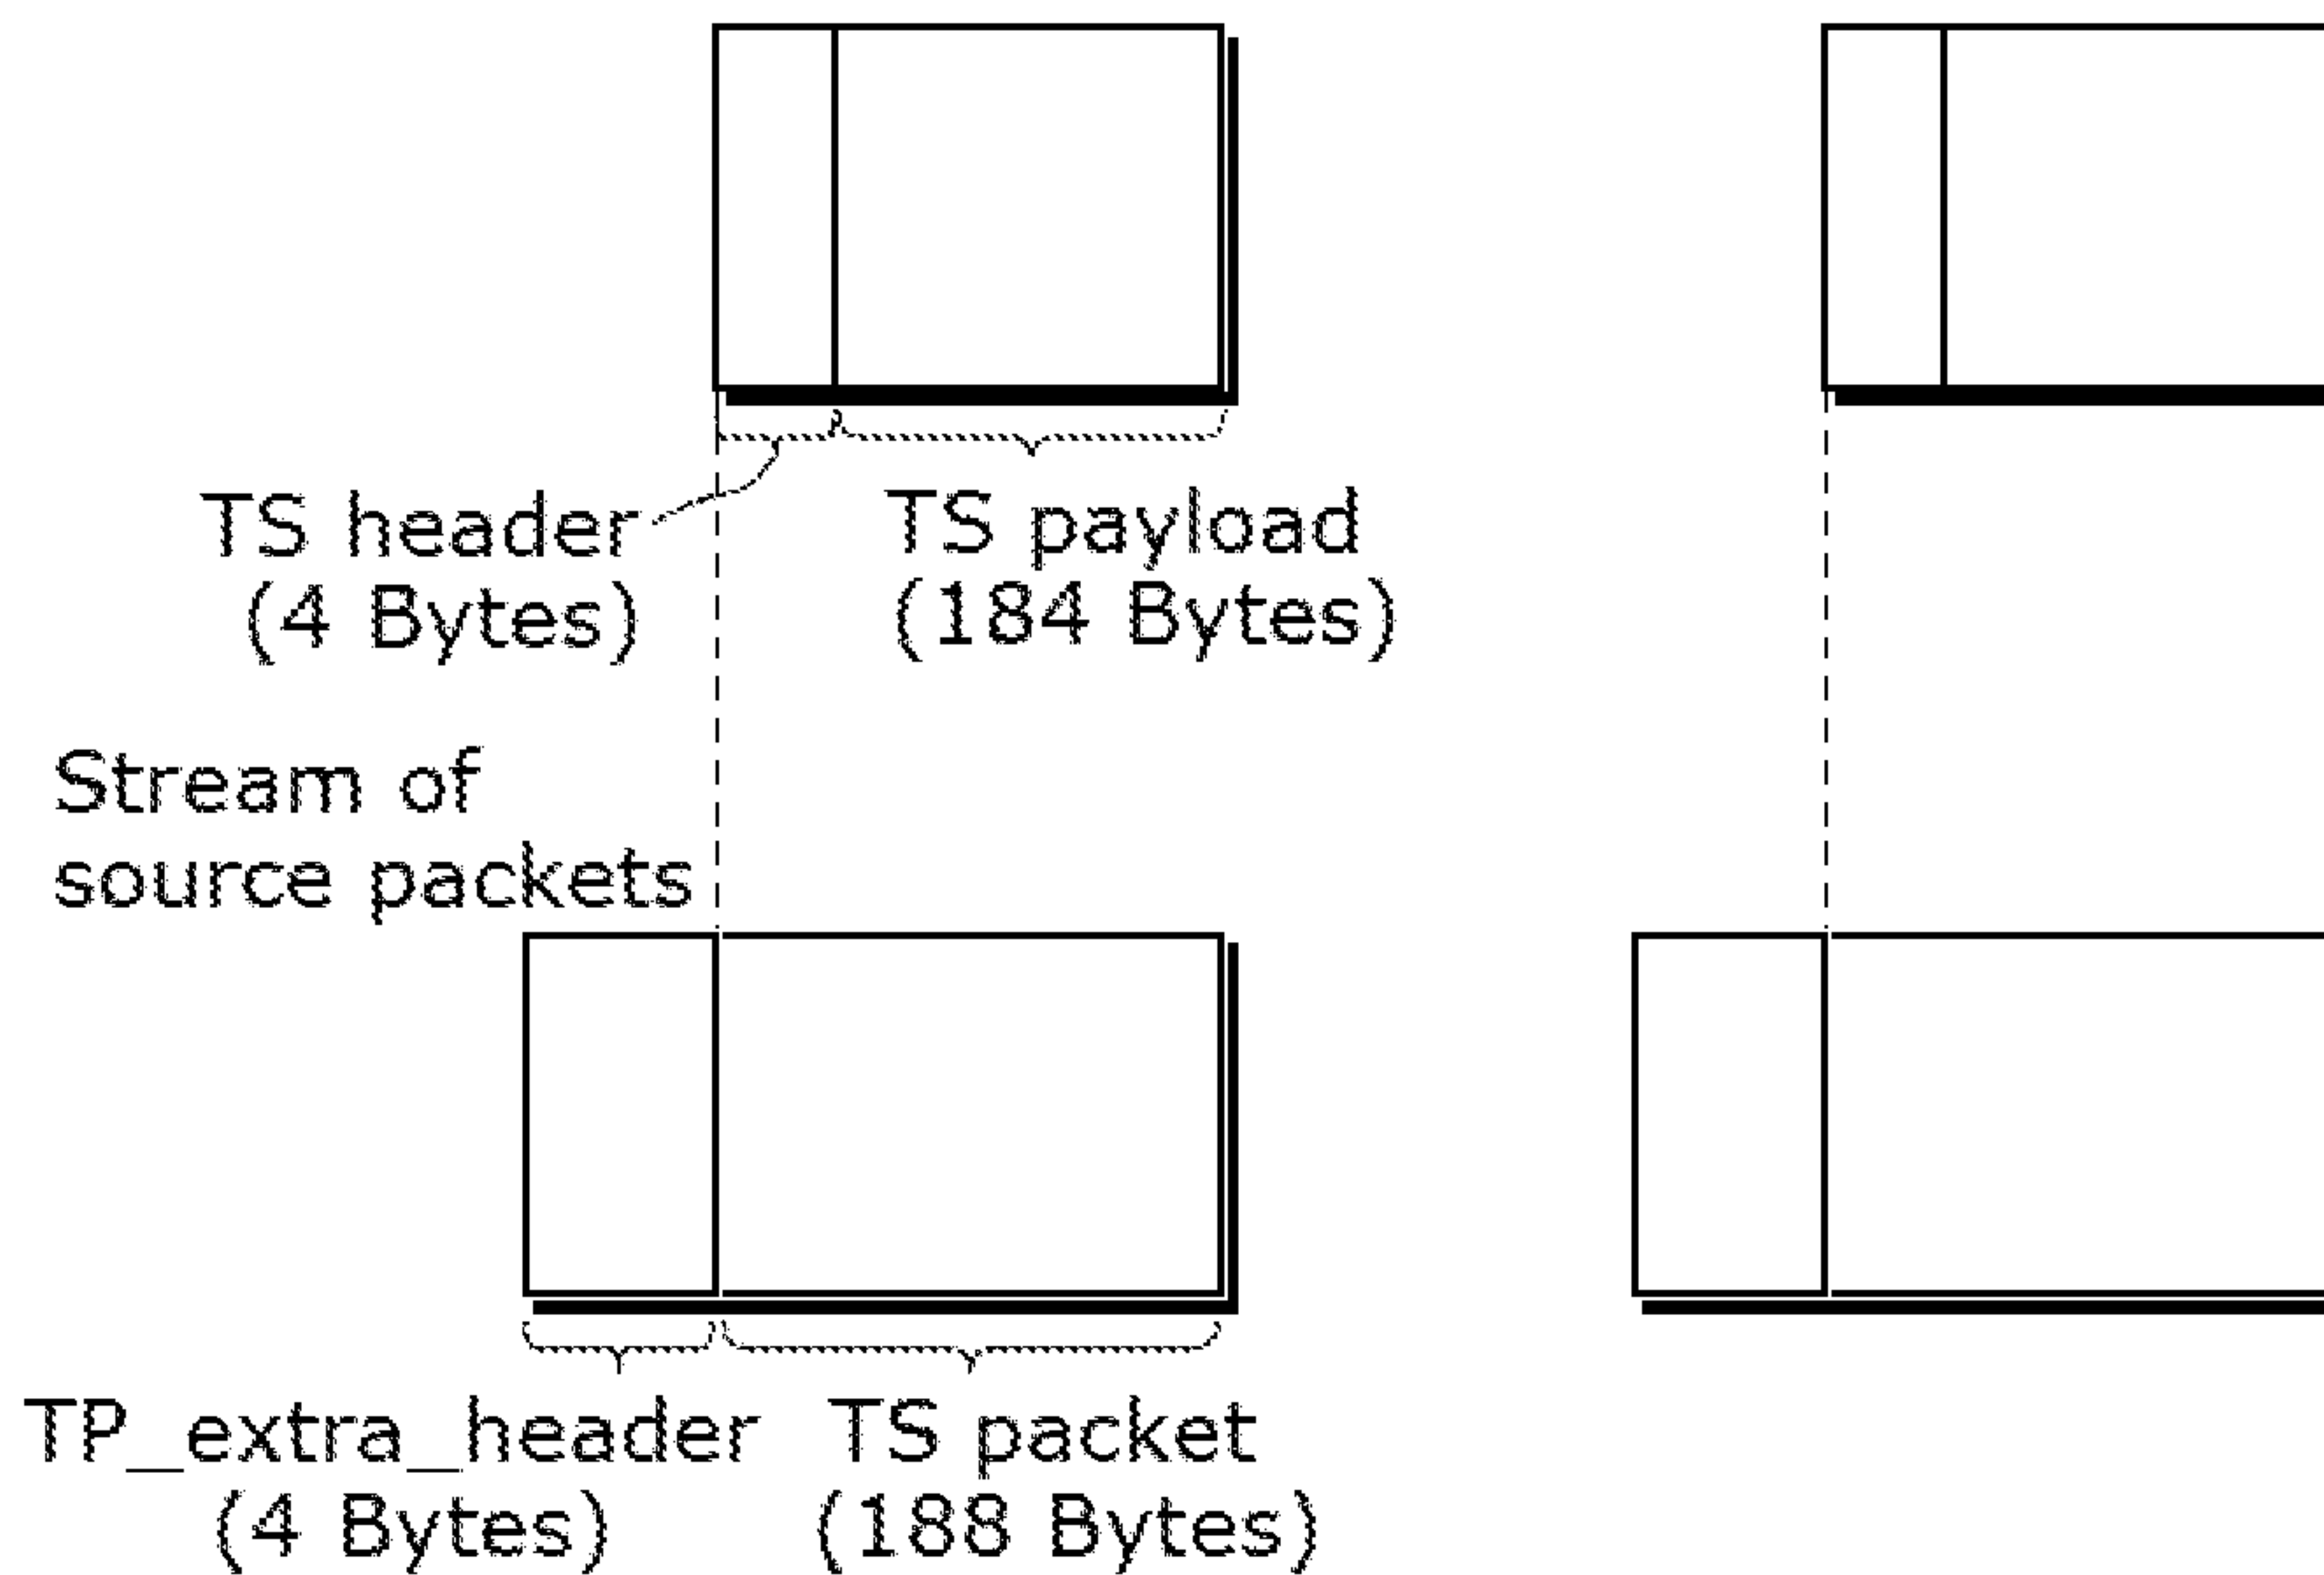 TS header
(4 Bytes)
TS payload
(184 Bytes)
Stream of
source packets
TP_extra_header
(4 Bytes)
TS packet
(188 Bytes)